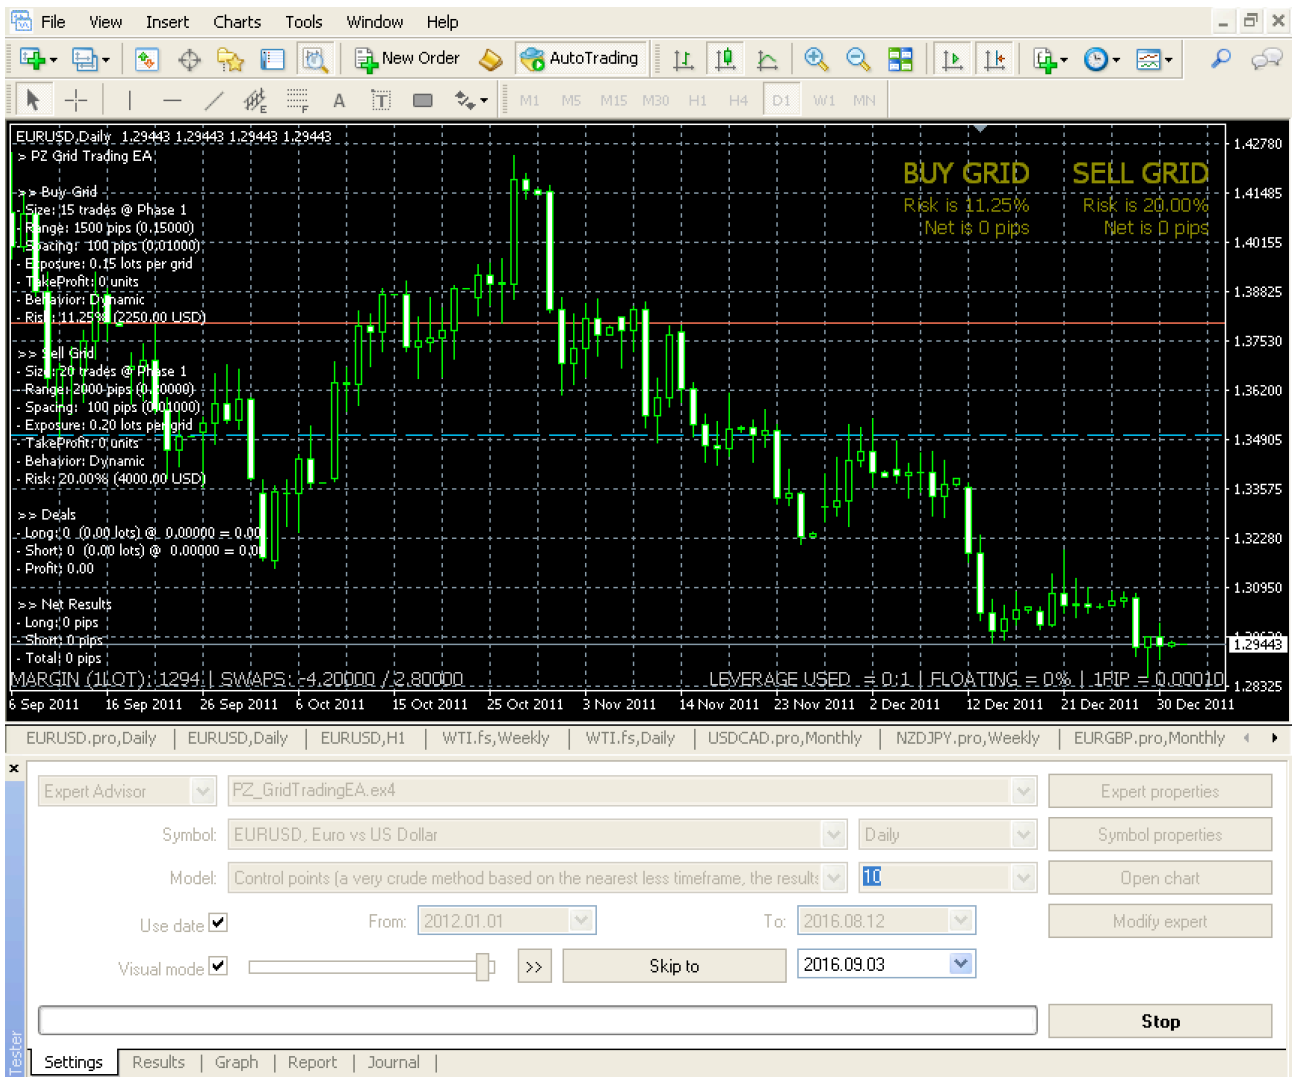 File View Insert Charts Tools Window Help
New Order AutoTrading
A T E F M1 M5 M15 M30 H1 H4 D1 W1 MN
EURUSD,Daily 1.29443 1.29443 1.29443 1.29443
> PZ Grid Trading EA
>> Buy Grid
- Size: 15 trades @ Phase 1
- Range: 1500 pips (0.15000)
- Spacing: 100 pips (0.01000)
- Exposure: 0.15 lots per grid
- TakeProfit: 0 units
- Behavior: Dynamic
- Risk: 11.25% (2250.00 USD)
>> Sell Grid
- Size: 20 trades @ Phase 1
- Range: 2000 pips (0.20000)
- Spacing: 100 pips (0.01000)
- Exposure: 0.20 lots per grid
- TakeProfit: 0 units
- Behavior: Dynamic
- Risk: 20.00% (4000.00 USD)
>> Deals
- Long: 0 (0.00 lots) @ 0.00000 = 0.00
- Short: 0 (0.00 lots) @ 0.00000 = 0.00
- Profit: 0.00
>> Net Results
- Long: 0 pips
- Short: 0 pips
- Total: 0 pips
BUY GRID
Risk is 11.25%
Net is 0 pips
SELL GRID
Risk is 20.00%
Net is 0 pips
1.42780
1.41485
1.40155
1.38825
1.37530
1.36200
1.34905
1.33575
1.32280
1.30950
1.29443
1.28325
MARGIN (1LOT): 1294 | SWAPS: -4.20000 / 2.80000
LEVERAGE USED = 0:1 | FLOATING = 0% | 1PIP = 0.00010
6 Sep 2011 16 Sep 2011 26 Sep 2011 6 Oct 2011 15 Oct 2011 25 Oct 2011 3 Nov 2011 14 Nov 2011 23 Nov 2011 2 Dec 2011 12 Dec 2011 21 Dec 2011 30 Dec 2011
EURUSD.pro,Daily | EURUSD,Daily | EURUSD,H1 | WTI.fs,Weekly | WTI.fs,Daily | USDCAD.pro,Monthly | NZDJPY.pro,Weekly | EURGBP.pro,Monthly
Expert Advisor PZ_GridTradingEA.ex4 Expert properties
Symbol: EURUSD, Euro vs US Dollar Daily Symbol properties
Model: Control points (a very crude method based on the nearest less timeframe, the results 10 Open chart
Use date From: 2012.01.01 To: 2016.08.12 Modify expert
Visual mode >> Skip to 2016.09.03
Stop
Tester
Settings Results | Graph | Report | Journal |